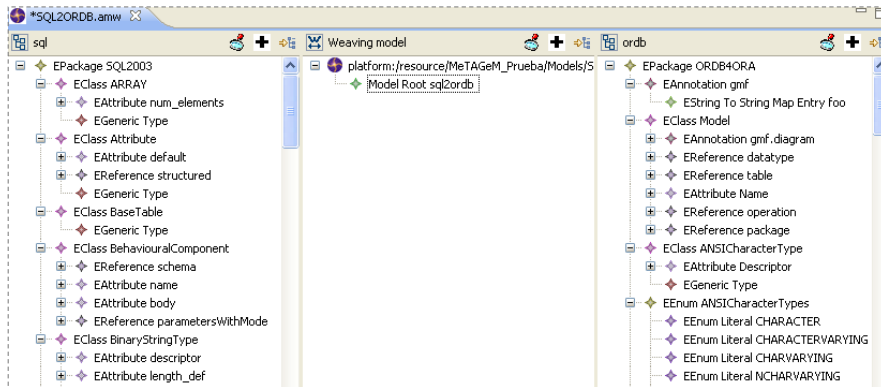 *SQL2ORDB.amw
sql
EPackage SQL2003
EClass ARRAY
EAttribute num_elements
EGeneric Type
EClass Attribute
EAttribute default
EReference structured
EGeneric Type
EClass BaseTable
EGeneric Type
EClass BehaviouralComponent
EReference schema
EAttribute name
EAttribute body
EReference parametersWithMode
EClass BinaryStringType
EAttribute descriptor
EAttribute length_def
Weaving model
platform:/resource/MeTAGeM_Prueba/Models/S
Model Root sql2ordb
ordb
EPackage ORDB4ORA
EAnnotation gmf
EString To String Map Entry foo
EClass Model
EAnnotation gmf.diagram
EReference datatype
EReference table
EAttribute Name
EReference operation
EReference package
EClass ANSICharacterType
EAttribute Descriptor
EGeneric Type
EEnum ANSICharacterTypes
EEnum Literal CHARACTER
EEnum Literal CHARACTERVARYING
EEnum Literal CHARVARYING
EEnum Literal NCHARVARYING